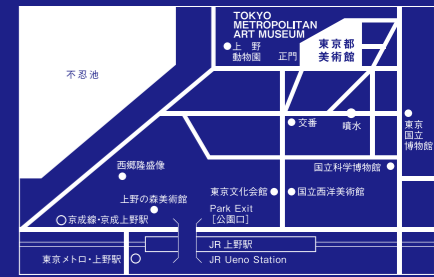 TOKYO
METROPOLITAN
ART MUSEUM
上 野
動物園
正門
東京都
美術館
不忍池
交番
噴水
東京
国立
博物館
西郷隆盛像
国立科学博物館
上野の森美術館
東京文化会館
国立西洋美術館
京成線・京成上野駅
Park Exit
[公園口]
JR 上野駅
東京メトロ・上野駅
JR Ueno Station